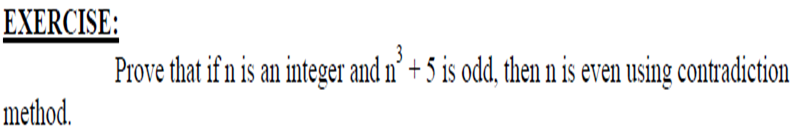 EXERCISE:
Prove that if n is an integer and n³ + 5 is odd, then n is even using contradiction
method.